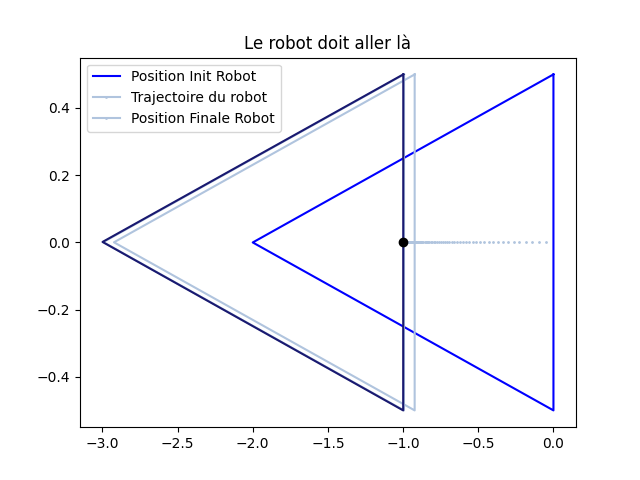 Le robot doit aller là
Position Init Robot
Trajectoire du robot
Position Finale Robot
0.4
0.2
0.0
−0.2
−0.4
−3.0 −2.5 −2.0 −1.5 −1.0 −0.5 0.0